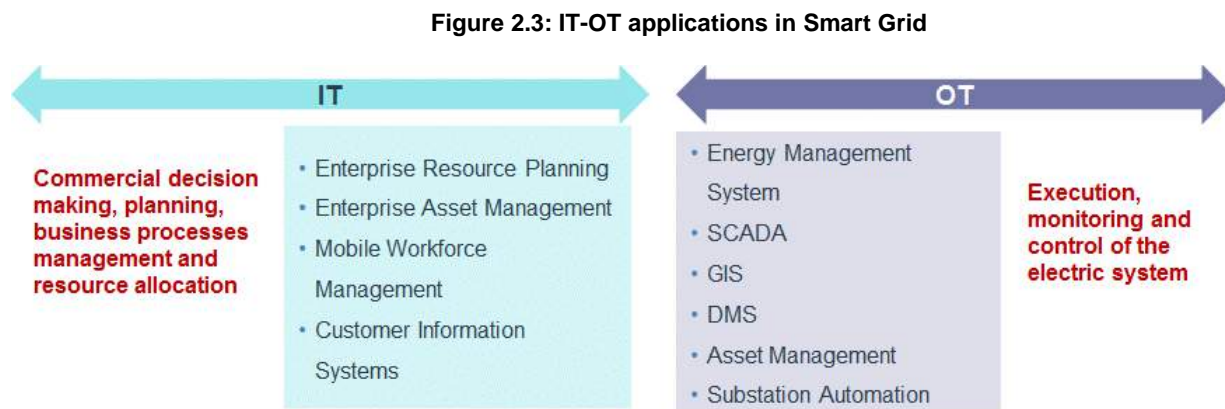 Figure 2.3: IT-OT applications in Smart Grid
IT
Commercial decision
making, planning,
business processes
management and
resource allocation
• Enterprise Resource Planning
• Enterprise Asset Management
• Mobile Workforce
Management
• Customer Information
Systems
OT
• Energy Management
System
• SCADA
• GIS
• DMS
• Asset Management
• Substation Automation
Execution,
monitoring and
control of the
electric system